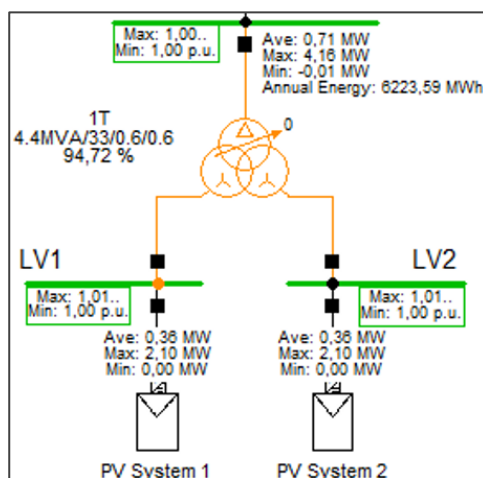 Max: 1,00..
Min: 1,00 p.u.
Ave: 0,71 MW
Max: 4,16 MW
Min: -0,01 MW
Annual Energy: 6223,59 MWh
1T
4.4MVA/33/0.6/0.6
94,72 %
0
LV1
LV2
Max: 1,01..
Min: 1,00 p.u.
Max: 1,01..
Min: 1,00 p.u.
Ave: 0,36 MW
Max: 2,10 MW
Min: 0,00 MW
Ave: 0,36 MW
Max: 2,10 MW
Min: 0,00 MW
PV System 1
PV System 2